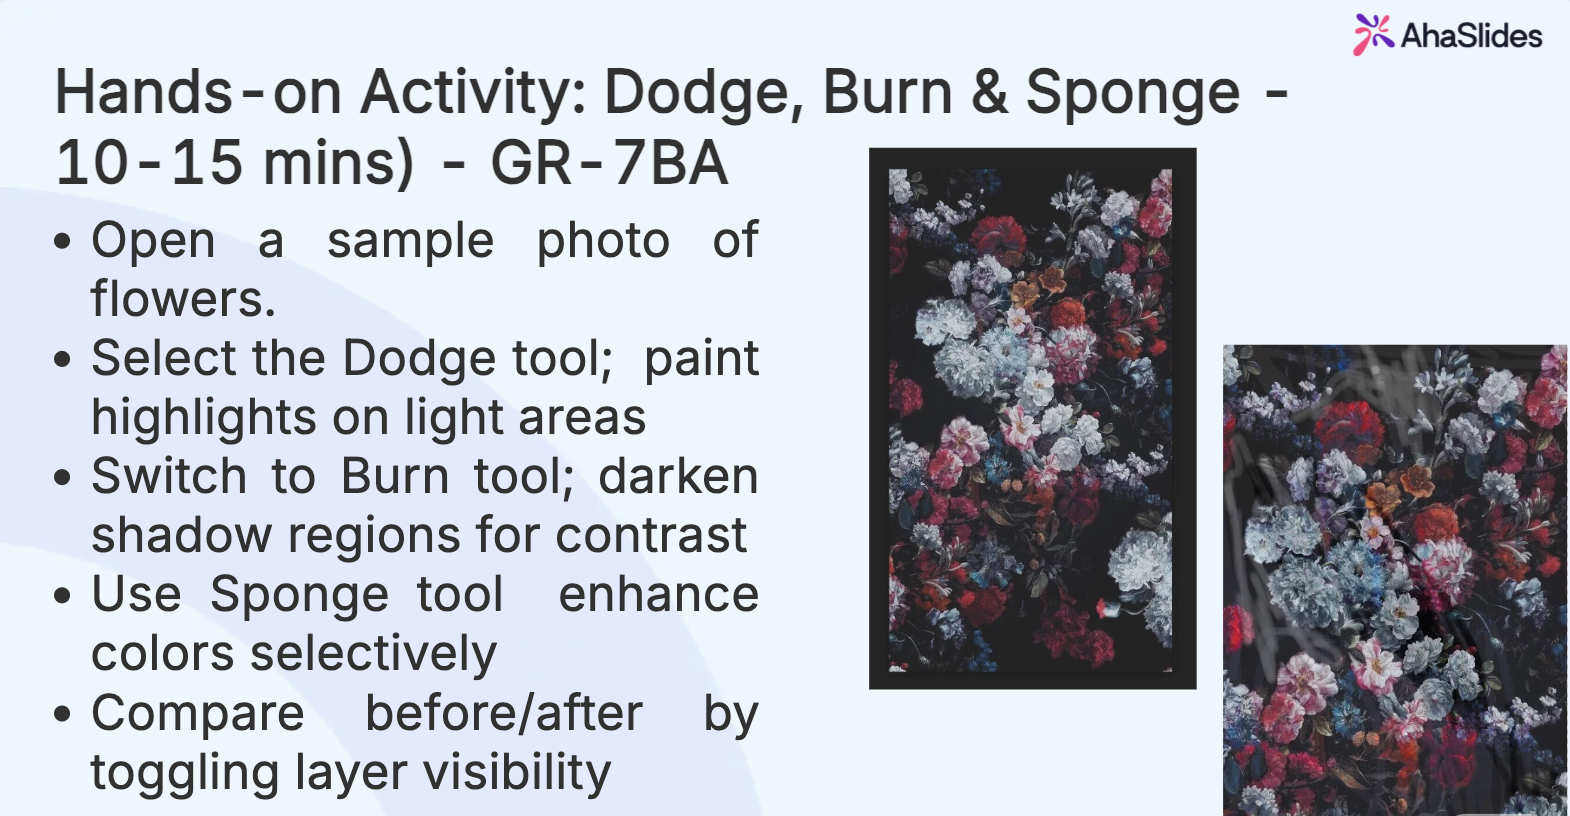 AhaSlides
Hands-on Activity: Dodge, Burn & Sponge -
10-15 mins) - GR-7BA
• Open a sample photo of
flowers.
• Select the Dodge tool; paint
highlights on light areas
• Switch to Burn tool; darken
shadow regions for contrast
• Use Sponge tool enhance
colors selectively
• Compare before/after by
toggling layer visibility